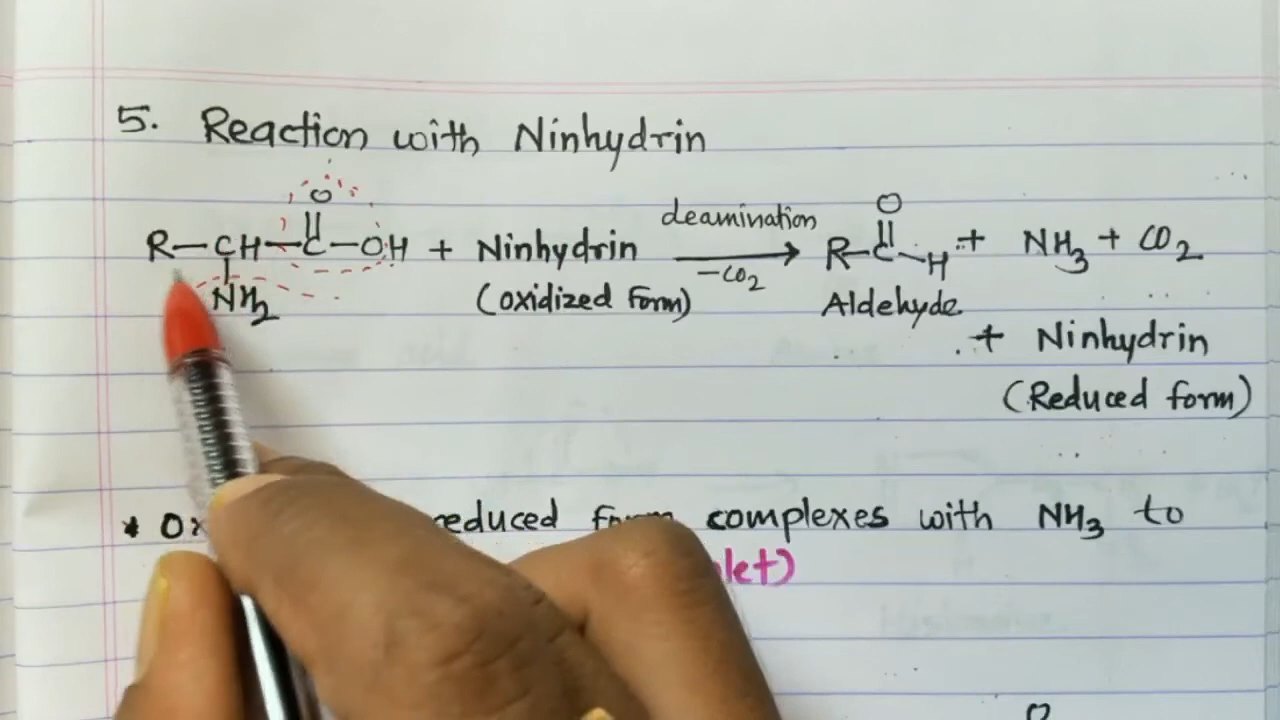 5. Reaction with Ninhydrin
O
R-CH-C-OH + Ninhydrin deamination → -CO2 R-C-H + NH3 + CO2
O
NH2 (oxidized form) Aldehyde
+ Ninhydrin
(Reduced form)
* reduced form complexes with NH3 to
O